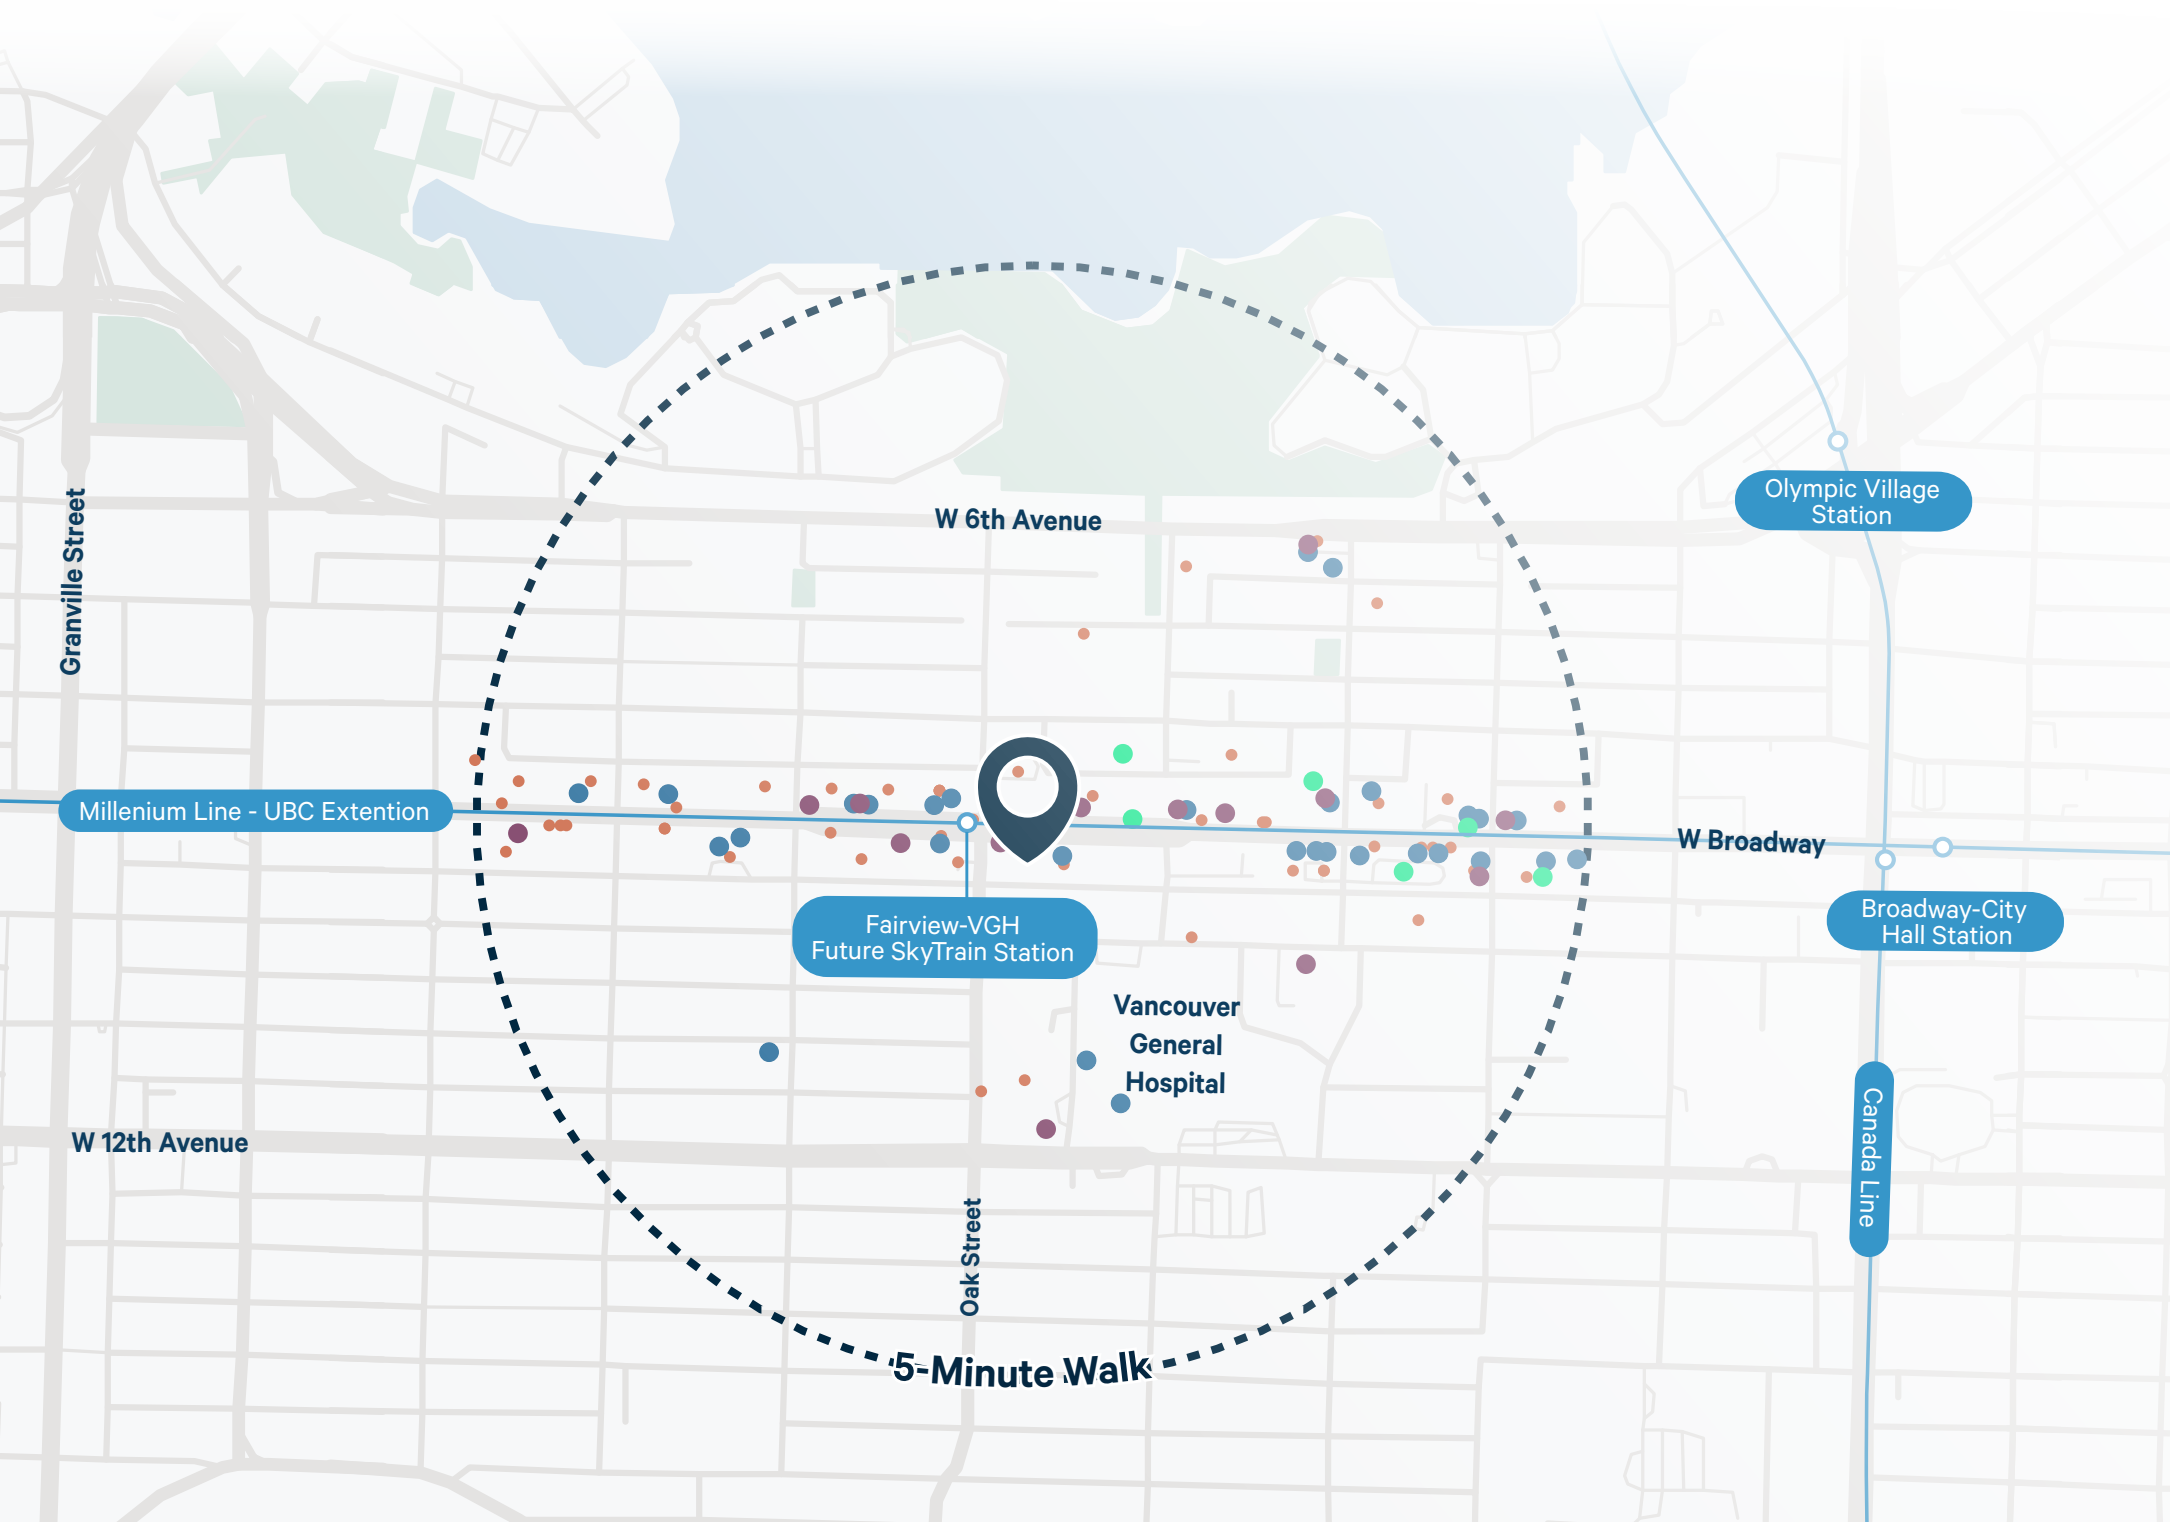 Granville Street
W 6th Avenue
Olympic Village
Station
Millenium Line - UBC Extention
W Broadway
Fairview-VGH
Future SkyTrain Station
Broadway-City
Hall Station
Vancouver
General
Hospital
W 12th Avenue
Canada Line
Oak Street
5-Minute Walk